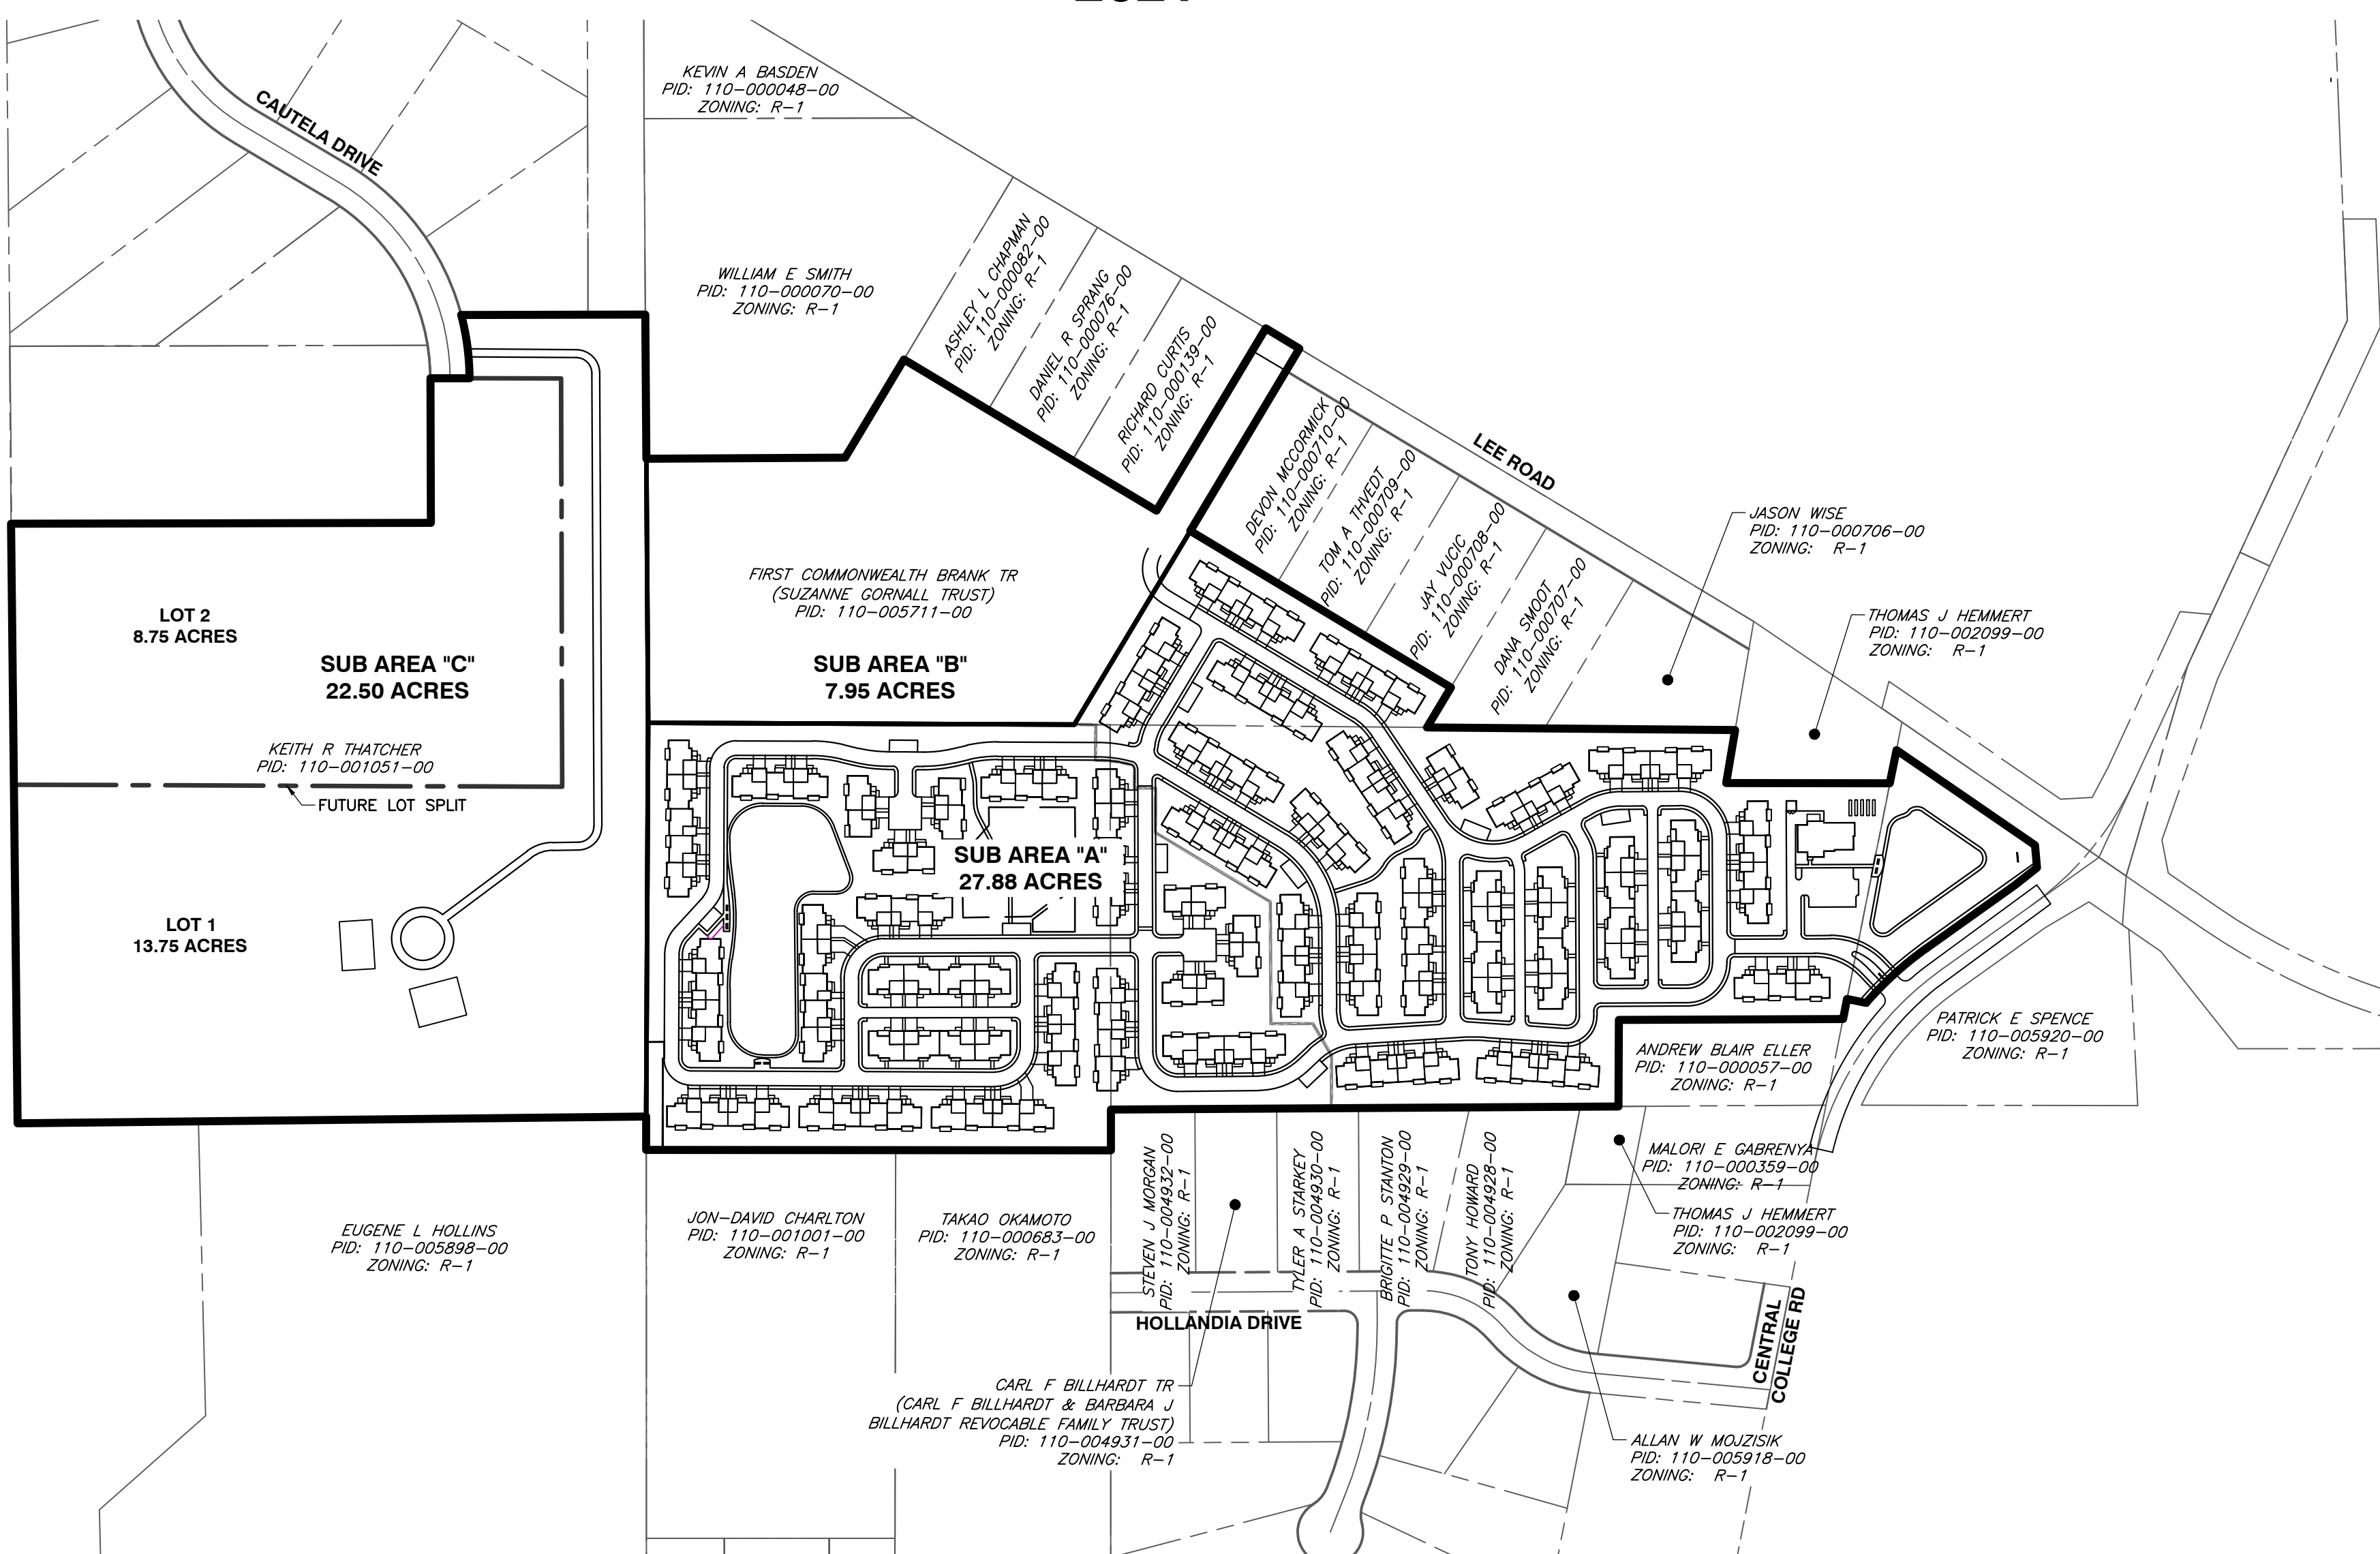 KEVIN A BASDEN
PID: 110-000048-00
ZONING: R-1
CAUTELA DRIVE
WILLIAM E SMITH
PID: 110-000070-00
ZONING: R-1
ASHLEY L CHAPMAN
PID: 110-000082-00
ZONING: R-1
DANIEL R SPRANG
PID: 110-000076-00
ZONING: R-1
RICHARD CURTIS
PID: 110-000139-00
ZONING: R-1
DEVON MCCORMICK
PID: 110-000710-00
ZONING: R-1
TOM A THVEDT
PID: 110-000709-00
ZONING: R-1
JAY VUCIC
PID: 110-000708-00
ZONING: R-1
DANA SMOOT
PID: 110-000707-00
ZONING: R-1
LEE ROAD
JASON WISE
PID: 110-000706-00
ZONING: R-1
THOMAS J HEMMERT
PID: 110-002099-00
ZONING: R-1
FIRST COMMONWEALTH BRANK TR
(SUZANNE GORNALL TRUST)
PID: 110-005711-00
SUB AREA "B"
7.95 ACRES
LOT 2
8.75 ACRES
SUB AREA "C"
22.50 ACRES
KEITH R THATCHER
PID: 110-001051-00
FUTURE LOT SPLIT
SUB AREA "A"
27.88 ACRES
LOT 1
13.75 ACRES
PATRICK E SPENCE
PID: 110-005920-00
ZONING: R-1
ANDREW BLAIR ELLER
PID: 110-000057-00
ZONING: R-1
MALORI E GABRENYA
PID: 110-000359-00
ZONING: R-1
THOMAS J HEMMERT
PID: 110-002099-00
ZONING: R-1
EUGENE L HOLLINS
PID: 110-005898-00
ZONING: R-1
JON-DAVID CHARLTON
PID: 110-001001-00
ZONING: R-1
TAKAO OKAMOTO
PID: 110-000683-00
ZONING: R-1
STEVEN J MORGAN
PID: 110-004932-00
ZONING: R-1
TYLER A STARKEY
PID: 110-004930-00
ZONING: R-1
BRIGITTE P STANTON
PID: 110-004929-00
ZONING: R-1
TONY HOWARD
PID: 110-004928-00
ZONING: R-1
HOLLANDIA DRIVE
CENTRAL
COLLEGE RD
CARL F BILLHARDT TR
(CARL F BILLHARDT & BARBARA J
BILLHARDT REVOCABLE FAMILY TRUST)
PID: 110-004931-00
ZONING: R-1
ALLAN W MOJZISIK
PID: 110-005918-00
ZONING: R-1